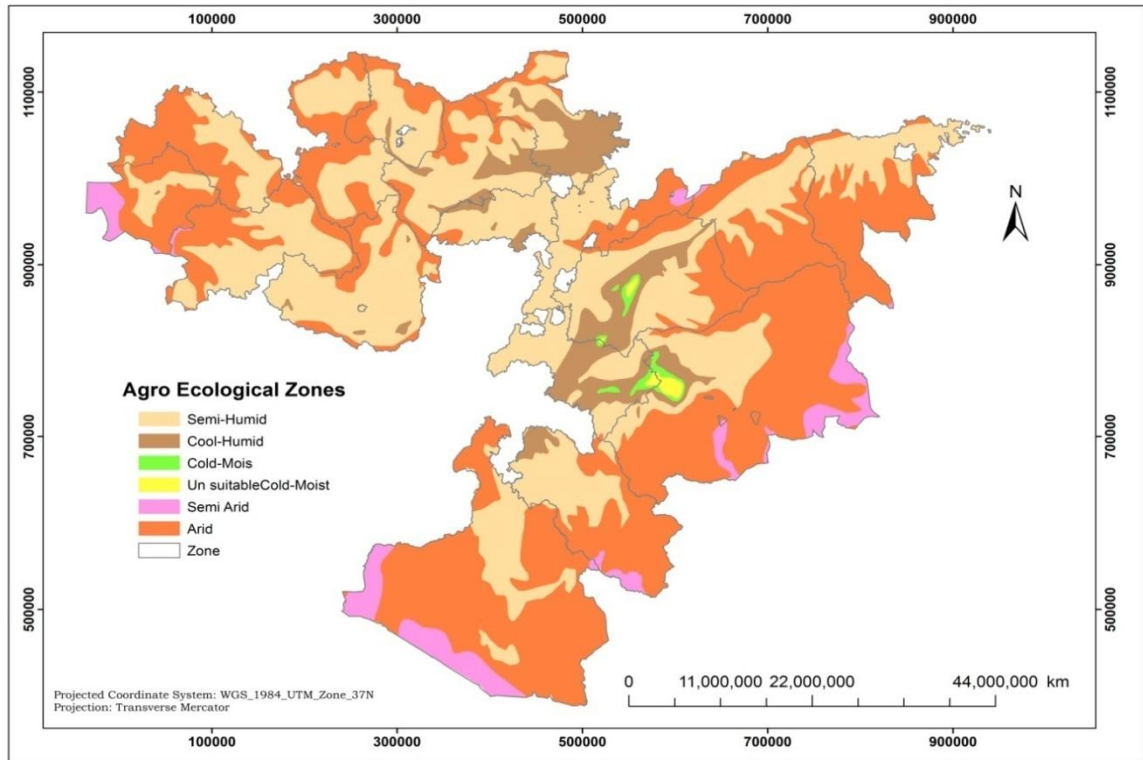 100000 300000 500000 700000 900000
1100000 1100000
N
900000 900000
Agro Ecological Zones
Semi-Humid
Cool-Humid
Cold-Mois
Un suitableCold-Moist
Semi Arid
Arid
Zone
700000 700000
500000 500000
Projected Coordinate System: WGS_1984_UTM_Zone_37N
Projection: Transverse Mercator
0 11,000,000 22,000,000 44,000,000 km
100000 300000 500000 700000 900000